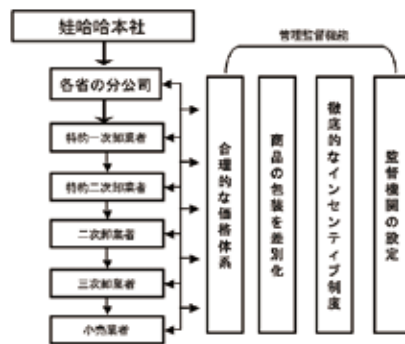 娃哈哈本社
管理監督機能
各省の分公司
特約一次卸業者
特約二次卸業者
二次卸業者
三次卸業者
小売業者
合理的な価格体系
商品の包装を差別化
徹底的なインセンティブ制度
監督機関の設定